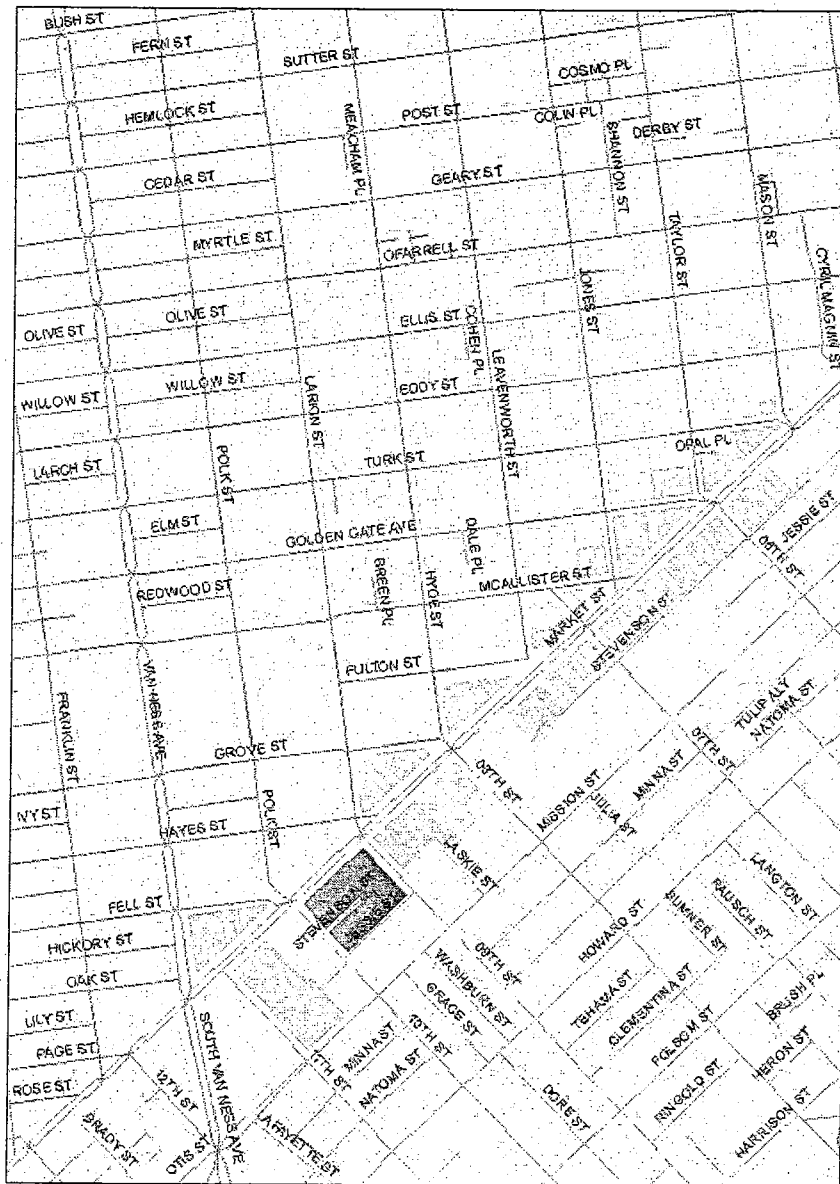 BUSH ST
FERN ST
SUTTER ST
COSMO PL
HEMLOCK ST
MEACHAM PL
POST ST
COLIN PL
SHANNON ST
DERBY ST
CEDAR ST
GEARY ST
MASON ST
MYRTLE ST
OFARRELL ST
TAYLOR ST
CYRIL MAGNIN ST
JONES ST
OLIVE ST
OLIVE ST
ELLIS ST
COHEN PL
LEAVENWORTH ST
WILLOW ST
WILLOW ST
LARKIN ST
EDDY ST
LARCH ST
POLK ST
TURK ST
OPAL PL
ELM ST
GOLDEN GATE AVE
DALE PL
JESSIE ST
06TH ST
REDWOOD ST
BREEN PL
HYDE ST
MCALLISTER ST
MARKET ST
STEVENSON ST
FULTON ST
FRANKLIN ST
VAN NESS AVE
TULIP ALY
NATOMA ST
07TH ST
GROVE ST
08TH ST
MISSION ST
JULIA ST
MINNA ST
IVY ST
HAYES ST
POLK ST
LASKIE ST
LANGTON ST
RAUSCH ST
SUMNER ST
HOWARD ST
FELL ST
STEVENSON ST
HICKORY ST
OAK ST
09TH ST
WASHBURN ST
GRACE ST
TEHAMA ST
CLEMENTINA ST
BRUSH PL
LILY ST
PAGE ST
ROSE ST
12TH ST
SOUTH VAN NESS AVE
11TH ST
MINNA ST
NATOMA ST
10TH ST
FOLSOM ST
HERON ST
RINGOLD ST
DORE ST
HARRISON ST
BRADY ST
OTIS ST
LAFAYETTE ST